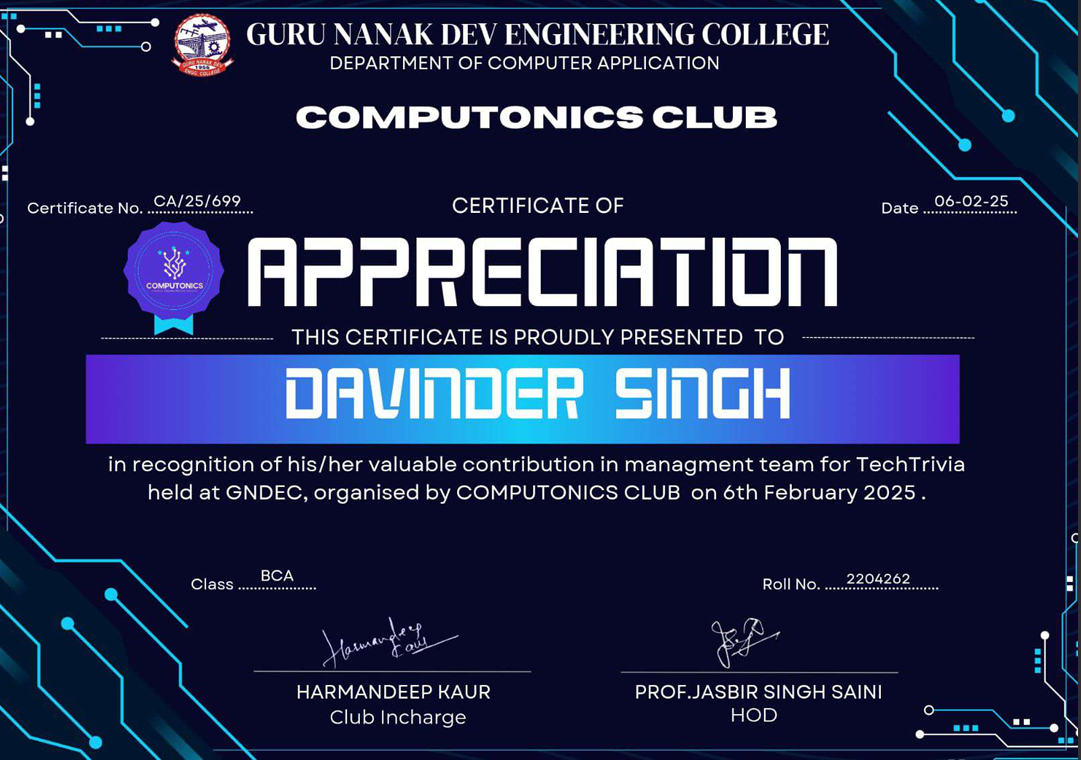 GURU NANAK DEV ENGINEERING COLLEGE
DEPARTMENT OF COMPUTER APPLICATION
COMPUTONICS CLUB
Certificate No. CA/25/699
Date 06-02-25
CERTIFICATE OF
APPRECIATION
COMPUTONICS
THIS CERTIFICATE IS PROUDLY PRESENTED TO
DAVINDER SINGH
in recognition of his/her valuable contribution in managment team for TechTrivia
held at GNDEC, organised by COMPUTONICS CLUB on 6th February 2025 .
Class BCA
Roll No. 2204262
Harmandeep Kaur
HARMANDEEP KAUR
Club Incharge
PROF.JASBIR SINGH SAINI
HOD